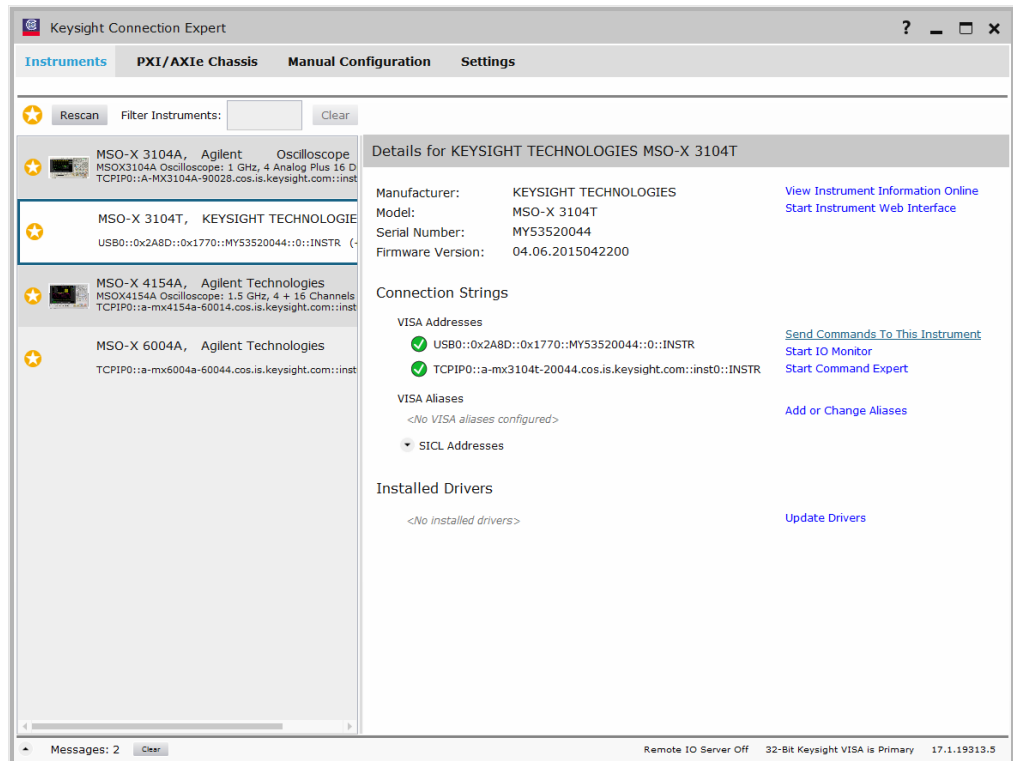 Keysight Connection Expert
?
Instruments PXI/AXIe Chassis Manual Configuration Settings
Rescan Filter Instruments: Clear
MSO-X 3104A, Agilent Oscilloscope
MSOX3104A Oscilloscope: 1 GHz, 4 Analog Plus 16 D
TCPIP0::A-MX3104A-90028.cos.is.keysight.com::inst
MSO-X 3104T, KEYSIGHT TECHNOLOGIE
USB0::0x2A8D::0x1770::MY53520044::0::INSTR (-
MSO-X 4154A, Agilent Technologies
MSOX4154A Oscilloscope: 1.5 GHz, 4 + 16 Channels
TCPIP0::a-mx4154a-60014.cos.is.keysight.com::inst
MSO-X 6004A, Agilent Technologies
TCPIP0::a-mx6004a-60044.cos.is.keysight.com::inst
Details for KEYSIGHT TECHNOLOGIES MSO-X 3104T
Manufacturer: KEYSIGHT TECHNOLOGIES View Instrument Information Online
Model: MSO-X 3104T Start Instrument Web Interface
Serial Number: MY53520044
Firmware Version: 04.06.2015042200
Connection Strings
VISA Addresses
USB0::0x2A8D::0x1770::MY53520044::0::INSTR
TCPIP0::a-mx3104t-20044.cos.is.keysight.com::inst0::INSTR
Send Commands To This Instrument
Start IO Monitor
Start Command Expert
VISA Aliases
<No VISA aliases configured> Add or Change Aliases
SICL Addresses
Installed Drivers
<No installed drivers> Update Drivers
Messages: 2 Clear Remote IO Server Off 32-Bit Keysight VISA is Primary 17.1.19313.5